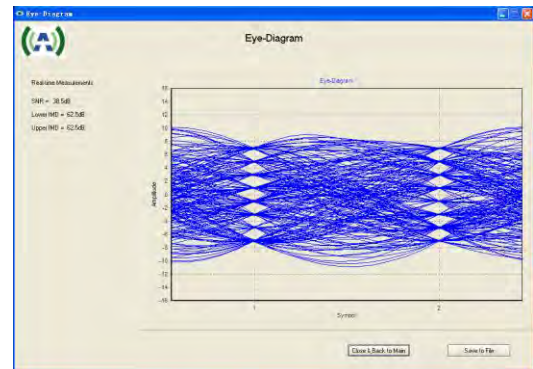 Eye-Diagram
(A)
Eye-Diagram
Realtime Measurements
SNR = 38.5dB
Lower IMD = 62.5dB
Upper IMD = 62.5dB
Eye-Diagram
16
14
12
10
8
6
4
2
0
-2
-4
-6
-8
-10
-12
-14
-16
Amplitude
1
2
Symbol
Close & Back to Main
Save to File